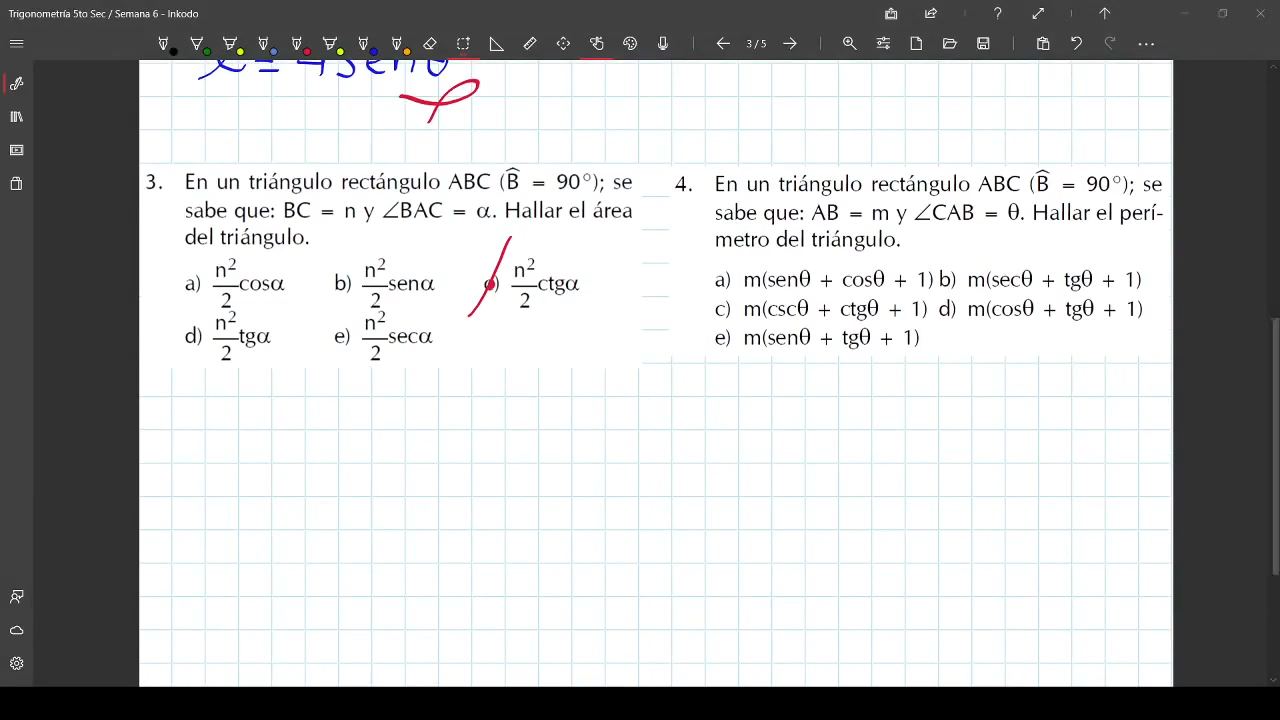 Trigonometría 5to Sec / Semana 6 - Inkodo
3 / 5
x = 4 senθ
3. En un triángulo rectángulo ABC (B̂ = 90°); se
sabe que: BC = n y ∠BAC = α. Hallar el área
del triángulo.
a) n²/2 cosα b) n²/2 senα c) n²/2 ctgα
d) n²/2 tgα e) n²/2 secα
4. En un triángulo rectángulo ABC (B̂ = 90°); se
sabe que: AB = m y ∠CAB = θ. Hallar el perí-
metro del triángulo.
a) m(senθ + cosθ + 1) b) m(secθ + tgθ + 1)
c) m(cscθ + ctgθ + 1) d) m(cosθ + tgθ + 1)
e) m(senθ + tgθ + 1)